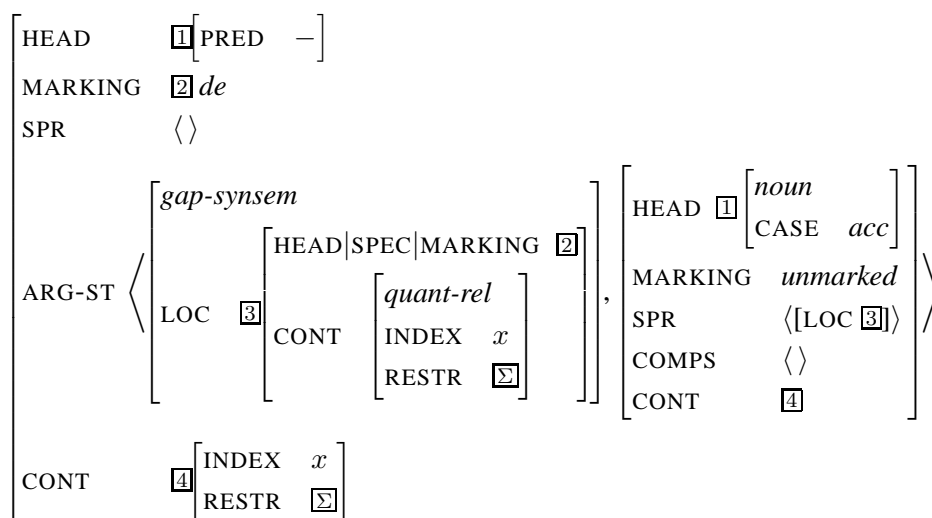 HEAD 1[PRED −]
MARKING 2 de
SPR ⟨ ⟩
ARG-ST ⟨[gap-synsem
LOC 3[HEAD|SPEC|MARKING 2
CONT [quant-rel
INDEX x
RESTR Σ]]],
[HEAD 1[noun
CASE acc]
MARKING unmarked
SPR ⟨[LOC 3]⟩
COMPS ⟨ ⟩
CONT 4]⟩
CONT 4[INDEX x
RESTR Σ]